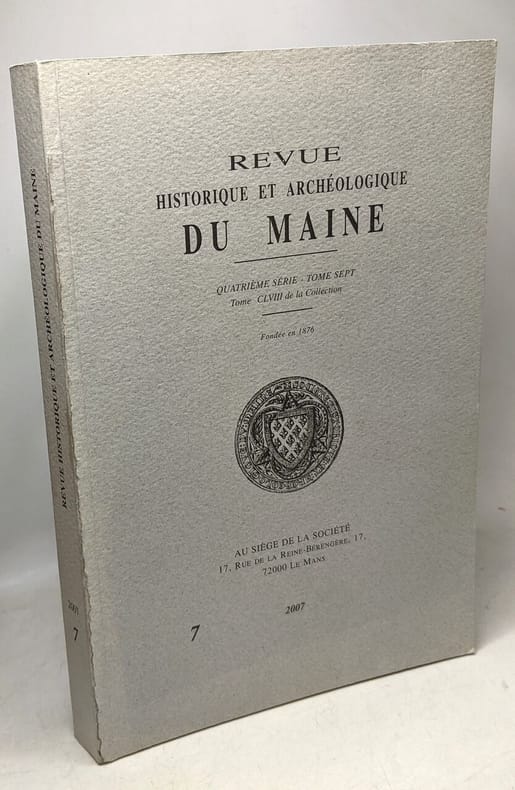 REVUE
HISTORIQUE ET ARCHÉOLOGIQUE
DU MAINE
QUATRIÈME SÉRIE - TOME SEPT
Tome CLVIII de la Collection
Fondée en 1876
AU SIÈGE DE LA SOCIÉTÉ
17, RUE DE LA REINE-BÉRENGÈRE, 17,
72000 LE MANS
7
2007
REVUE HISTORIQUE ET ARCHÉOLOGIQUE DU MAINE
2007
7